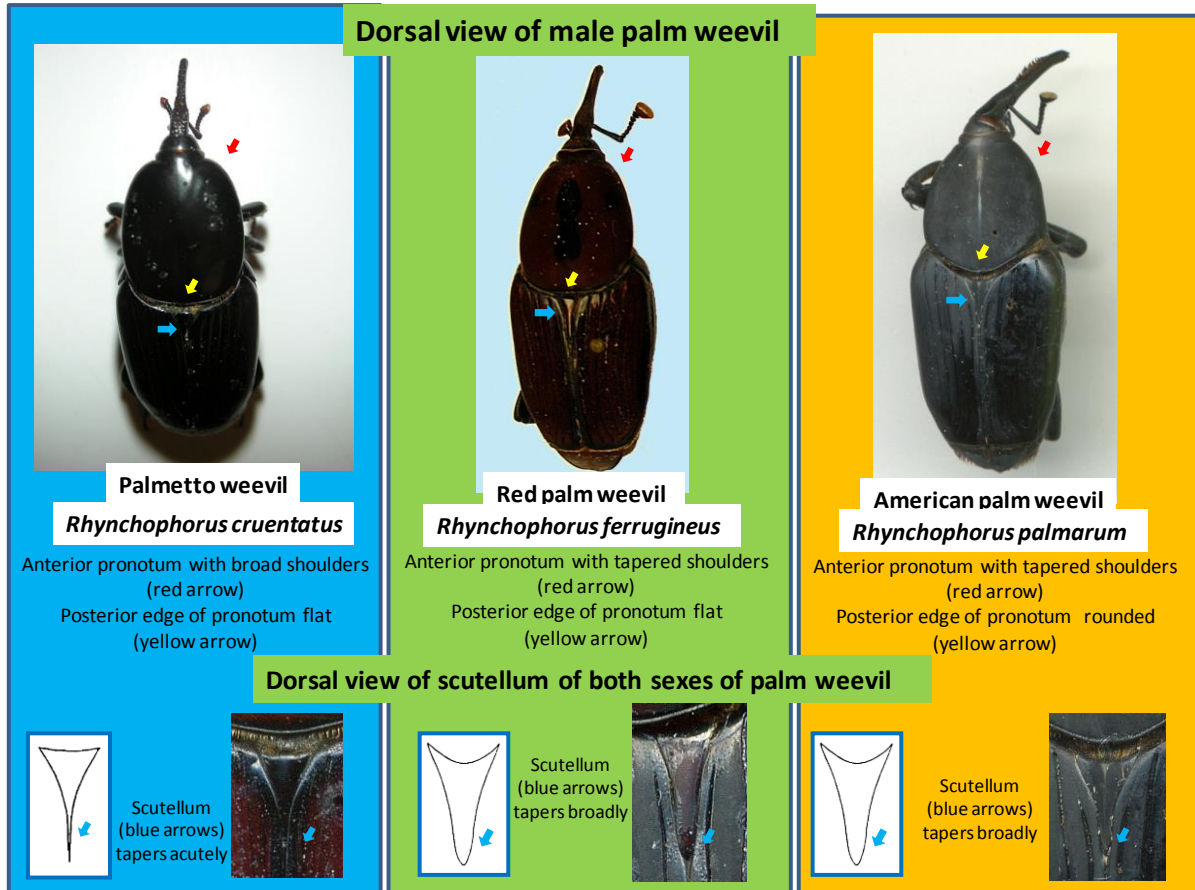 Dorsal view of male palm weevil
Palmetto weevil
Rhynchophorus cruentatus
Anterior pronotum with broad shoulders
(red arrow)
Posterior edge of pronotum flat
(yellow arrow)
Red palm weevil
Rhynchophorus ferrugineus
Anterior pronotum with tapered shoulders
(red arrow)
Posterior edge of pronotum flat
(yellow arrow)
American palm weevil
Rhynchophorus palmarum
Anterior pronotum with tapered shoulders
(red arrow)
Posterior edge of pronotum rounded
(yellow arrow)
Dorsal view of scutellum of both sexes of palm weevil
Scutellum
(blue arrows)
tapers acutely
Scutellum
(blue arrows)
tapers broadly
Scutellum
(blue arrows)
tapers broadly